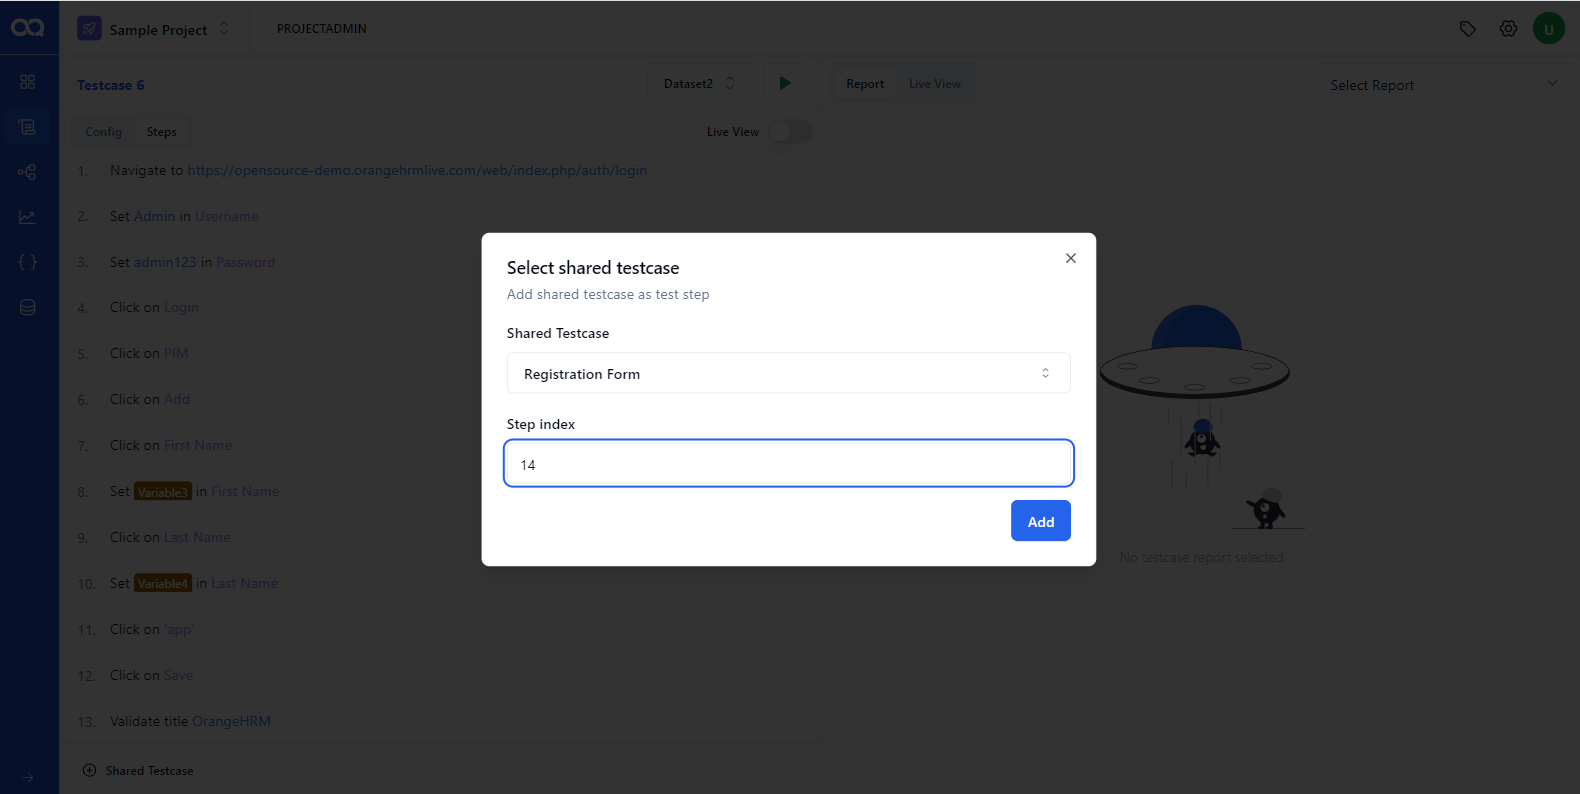 Sample Project
PROJECTADMIN
U
Testcase 6
Dataset2
Report
Live View
Select Report
Config
Steps
Live View
1. Navigate to https://opensource-demo.orangehrmlive.com/web/index.php/auth/login
2. Set Admin in Username
3. Set admin123 in Password
4. Click on Login
5. Click on PIM
6. Click on Add
7. Click on First Name
8. Set Variable3 in First Name
9. Click on Last Name
10. Set Variable4 in Last Name
11. Click on 'app'
12. Click on Save
13. Validate title OrangeHRM
Shared Testcase
Select shared testcase
Add shared testcase as test step
Shared Testcase
Registration Form
Step index
14
Add
No testcase report selected